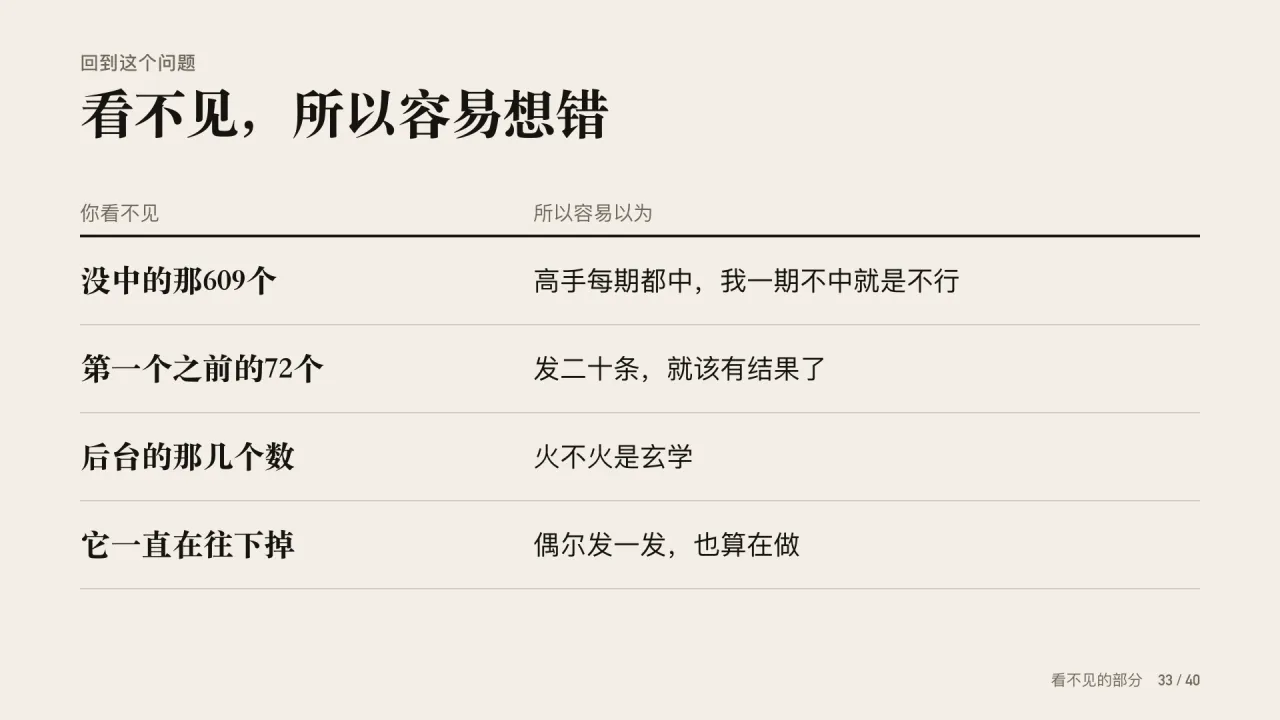 回到这个问题
看不见，所以容易想错
你看不见 所以容易以为
没中的那609个 高手每期都中，我一期不中就是不行
第一个之前的72个 发二十条，就该有结果了
后台的那几个数 火不火是玄学
它一直在往下掉 偶尔发一发，也算在做
看不见的部分 33 / 40